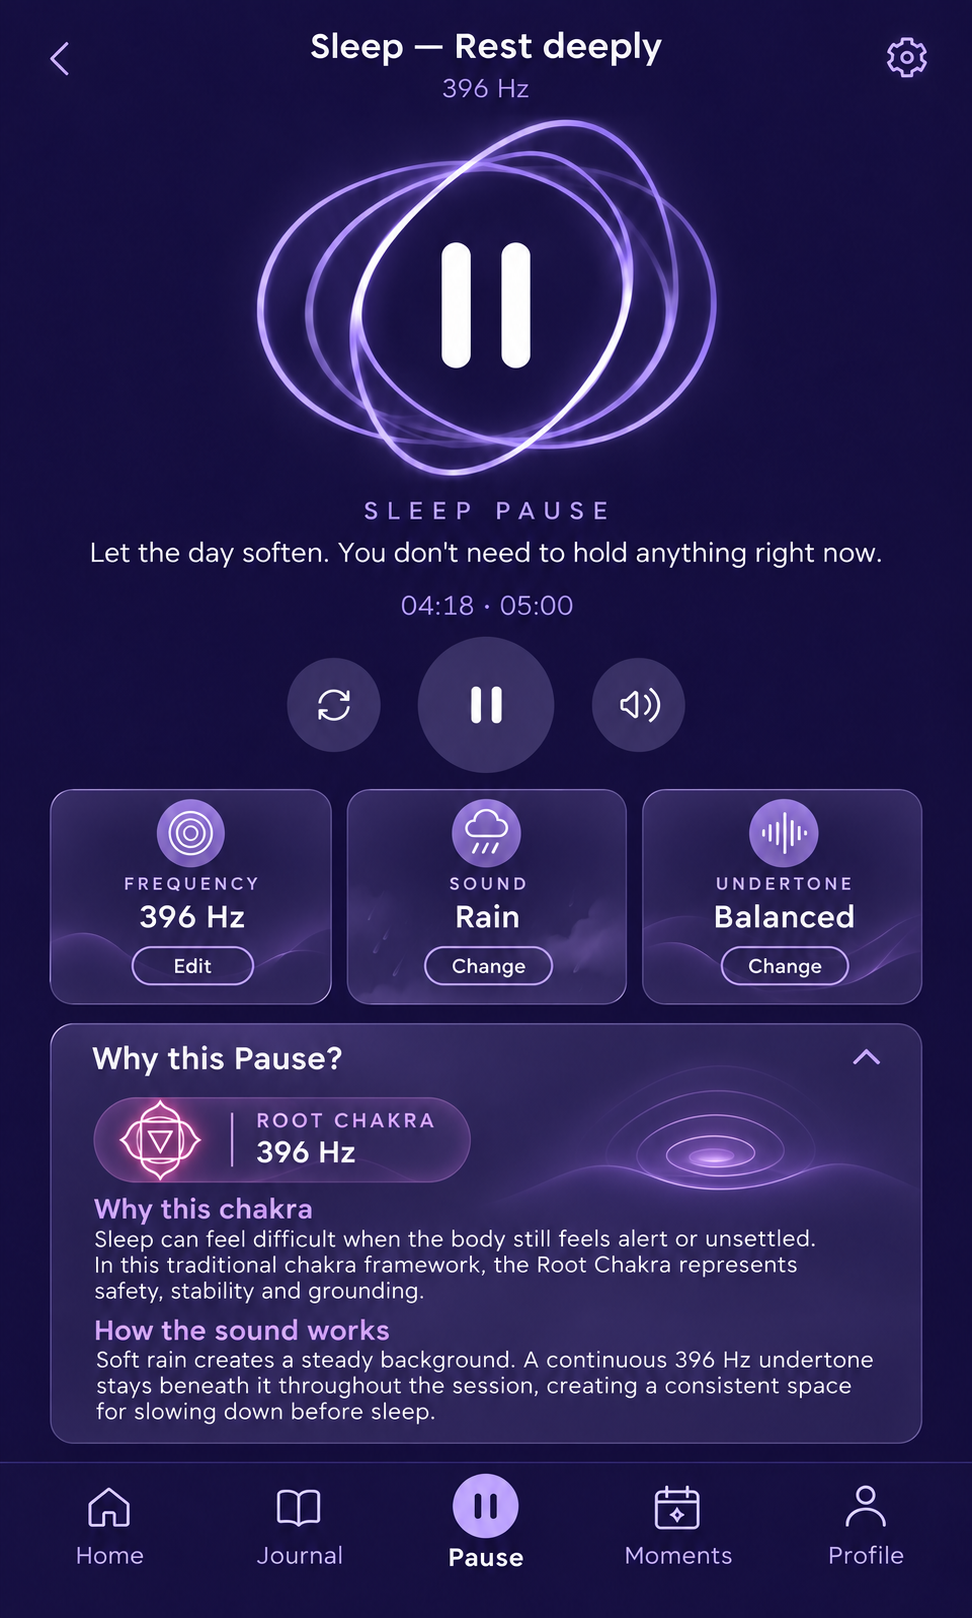 Sleep — Rest deeply
396 Hz
SLEEP PAUSE
Let the day soften. You don't need to hold anything right now.
04:18 · 05:00
FREQUENCY
396 Hz
Edit
SOUND
Rain
Change
UNDERTONE
Balanced
Change
Why this Pause?
ROOT CHAKRA
396 Hz
Why this chakra
Sleep can feel difficult when the body still feels alert or unsettled.
In this traditional chakra framework, the Root Chakra represents
safety, stability and grounding.
How the sound works
Soft rain creates a steady background. A continuous 396 Hz undertone
stays beneath it throughout the session, creating a consistent space
for slowing down before sleep.
Home
Journal
Pause
Moments
Profile